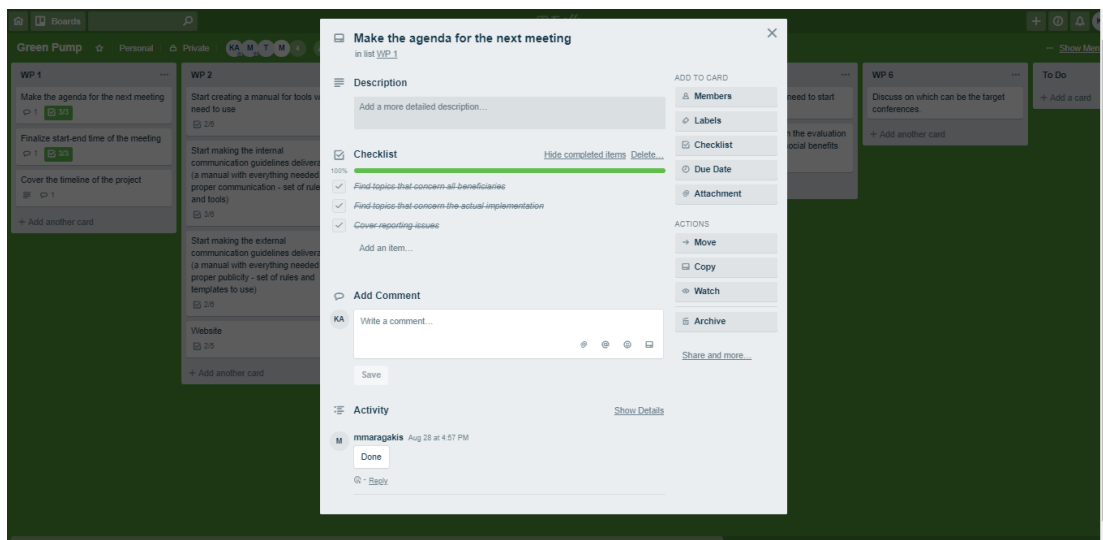 Boards
Green Pump
Personal
Private
KA M T M 4
Show Men
WP 1
Make the agenda for the next meeting
1 3/3
Finalize start-end time of the meeting
1 3/3
Cover the timeline of the project
1
+ Add another card
WP 2
Start creating a manual for tools w
need to use
2/6
Start making the internal
communication guidelines delivera
(a manual with everything needed
proper communication - set of rule
and tools)
3/8
Start making the external
communication guidelines delivera
(a manual with everything needed
proper publicity - set of rules and
templates to use)
2/6
Website
2/5
+ Add another card
Make the agenda for the next meeting
in list WP 1
Description
Add a more detailed description…
Checklist
Hide completed items Delete…
100%
Find topics that concern all beneficiaries
Find topics that concern the actual implementation
Cover reporting issues
Add an item…
Add Comment
KA
Write a comment…
Save
Activity
Show Details
M
mmaragakis Aug 28 at 4:57 PM
Done
- Reply
ADD TO CARD
Members
Labels
Checklist
Due Date
Attachment
ACTIONS
Move
Copy
Watch
Archive
Share and more…
need to start
n the evaluation
ocial benefits
WP 6
Discuss on which can be the target
conferences.
+ Add another card
To Do
+ Add a card